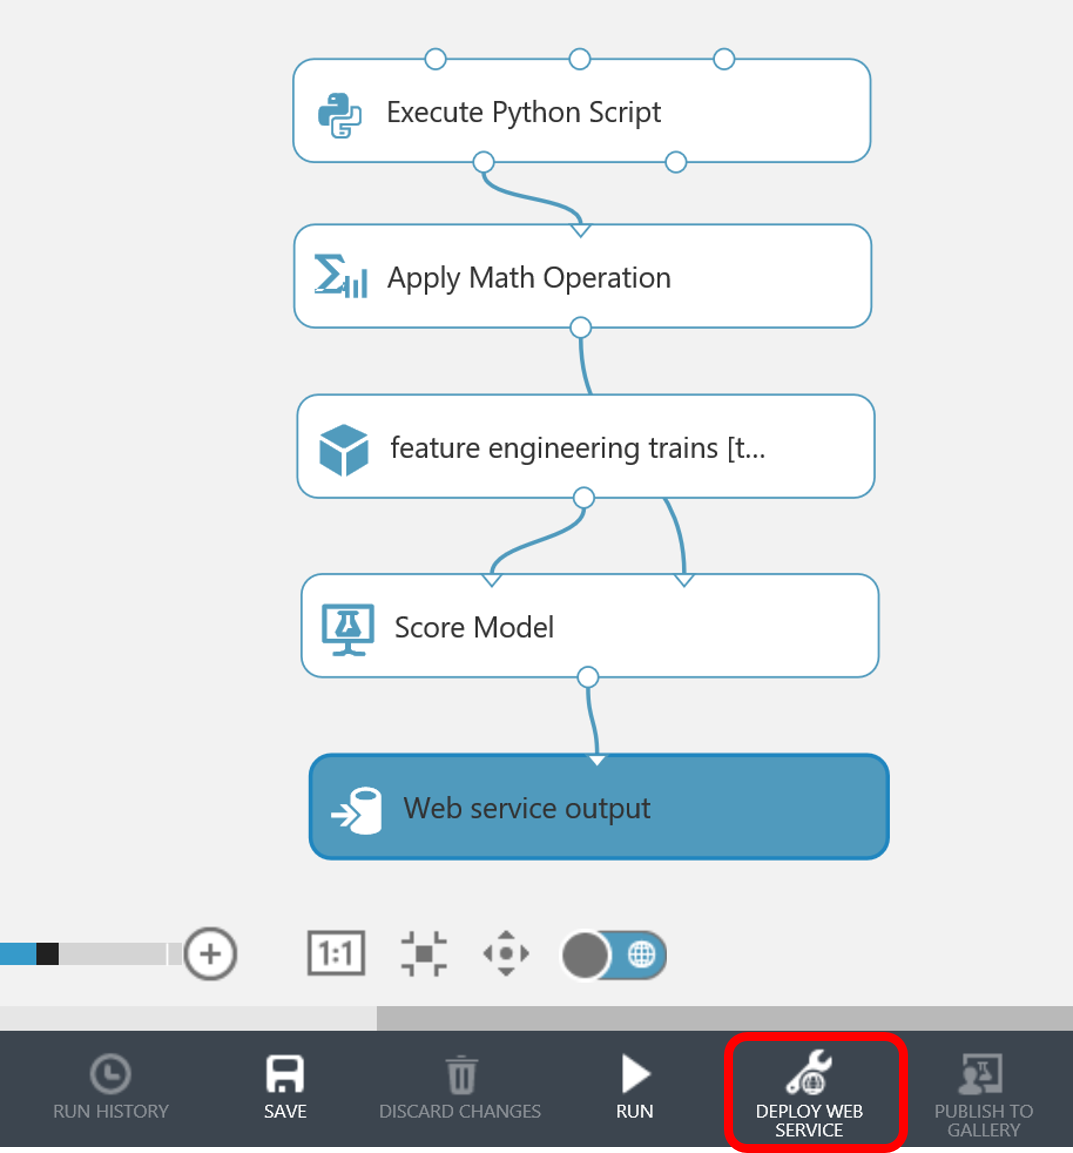 Execute Python Script
Apply Math Operation
feature engineering trains [t...
Score Model
Web service output
1:1
RUN HISTORY
SAVE
DISCARD CHANGES
RUN
DEPLOY WEB
SERVICE
PUBLISH TO
GALLERY